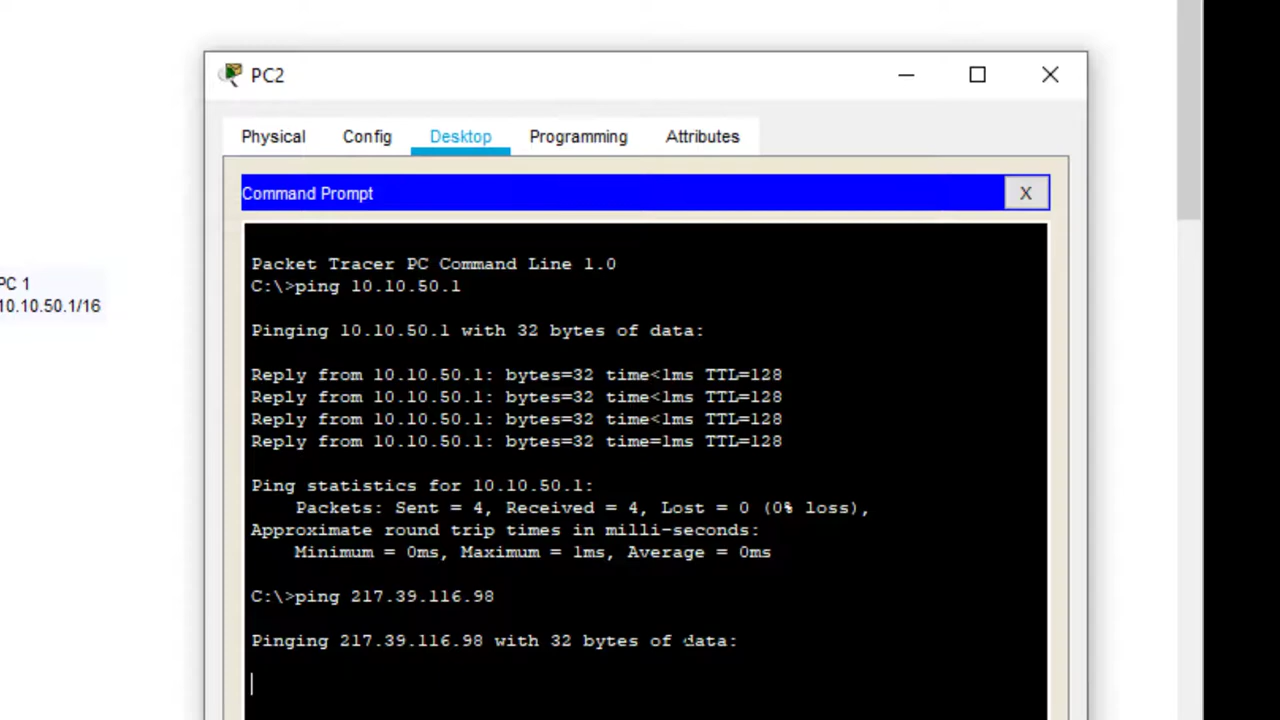 PC2
Physical Config Desktop Programming Attributes
Command Prompt
X
PC 1
10.10.50.1/16
Packet Tracer PC Command Line 1.0
C:\>ping 10.10.50.1
Pinging 10.10.50.1 with 32 bytes of data:
Reply from 10.10.50.1: bytes=32 time<1ms TTL=128
Reply from 10.10.50.1: bytes=32 time<1ms TTL=128
Reply from 10.10.50.1: bytes=32 time<1ms TTL=128
Reply from 10.10.50.1: bytes=32 time=1ms TTL=128
Ping statistics for 10.10.50.1:
Packets: Sent = 4, Received = 4, Lost = 0 (0% loss),
Approximate round trip times in milli-seconds:
Minimum = 0ms, Maximum = 1ms, Average = 0ms
C:\>ping 217.39.116.98
Pinging 217.39.116.98 with 32 bytes of data: